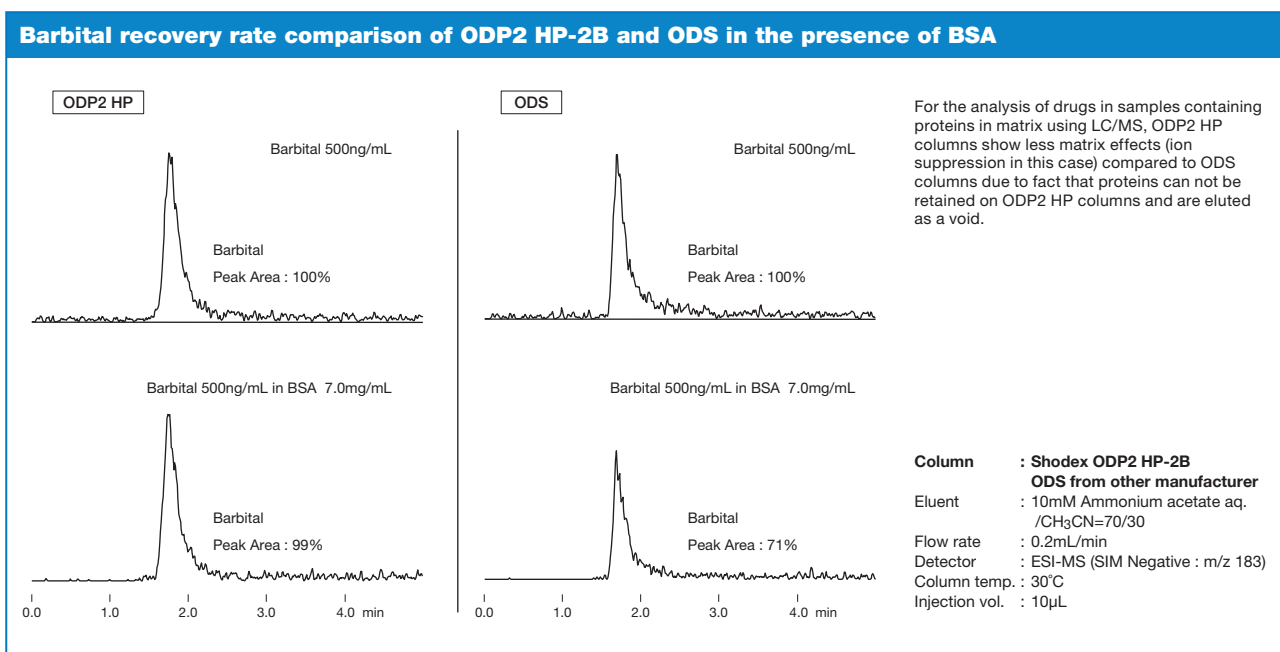 Barbital recovery rate comparison of ODP2 HP-2B and ODS in the presence of BSA
ODP2 HP
Barbital 500ng/mL
Barbital
Peak Area : 100%
Barbital 500ng/mL in BSA 7.0mg/mL
Barbital
Peak Area : 99%
0.0 1.0 2.0 3.0 4.0 min
ODS
Barbital 500ng/mL
Barbital
Peak Area : 100%
Barbital 500ng/mL in BSA 7.0mg/mL
Barbital
Peak Area : 71%
0.0 1.0 2.0 3.0 4.0 min
For the analysis of drugs in samples containing
proteins in matrix using LC/MS, ODP2 HP
columns show less matrix effects (ion
suppression in this case) compared to ODS
columns due to fact that proteins can not be
retained on ODP2 HP columns and are eluted
as a void.
Column : Shodex ODP2 HP-2B
ODS from other manufacturer
Eluent : 10mM Ammonium acetate aq.
/CH₃CN=70/30
Flow rate : 0.2mL/min
Detector : ESI-MS (SIM Negative : m/z 183)
Column temp. : 30˚C
Injection vol. : 10μL